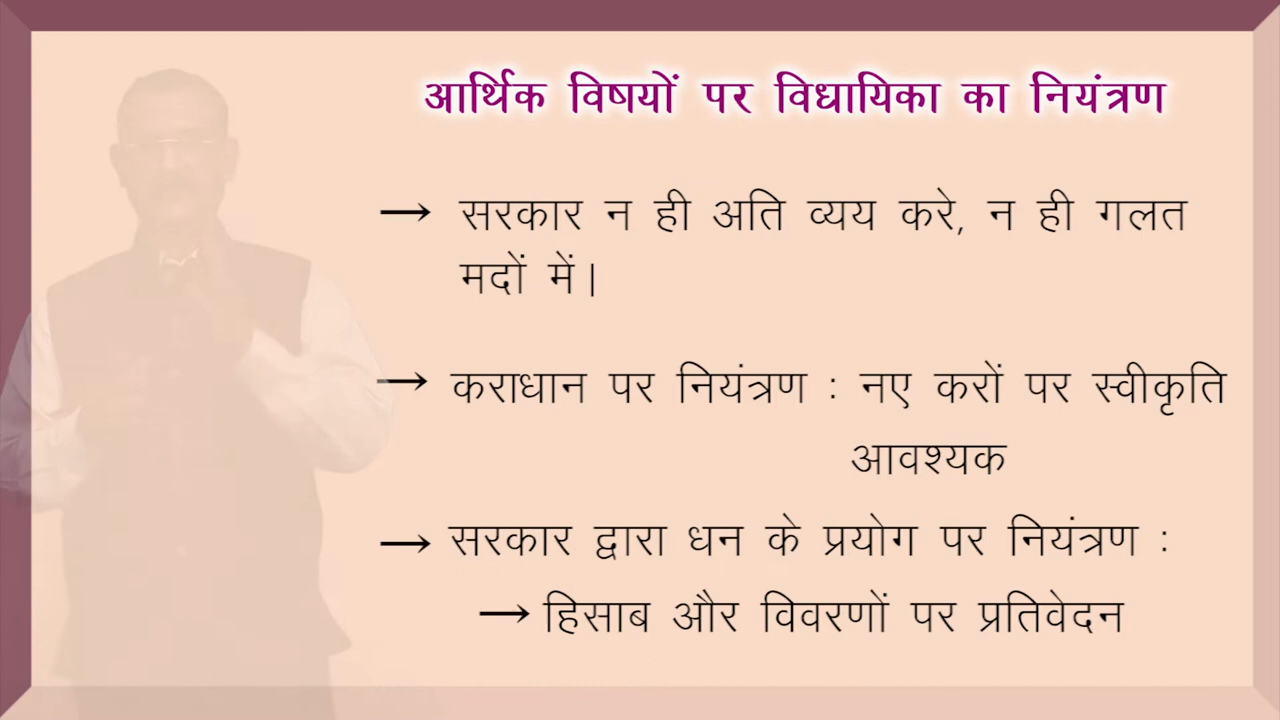 आर्थिक विषयों पर विधायिका का नियंत्रण
→ सरकार न ही अति व्यय करे, न ही गलत
मदों में।
→ कराधान पर नियंत्रण : नए करों पर स्वीकृति
आवश्यक
→ सरकार द्वारा धन के प्रयोग पर नियंत्रण :
→ हिसाब और विवरणों पर प्रतिवेदन